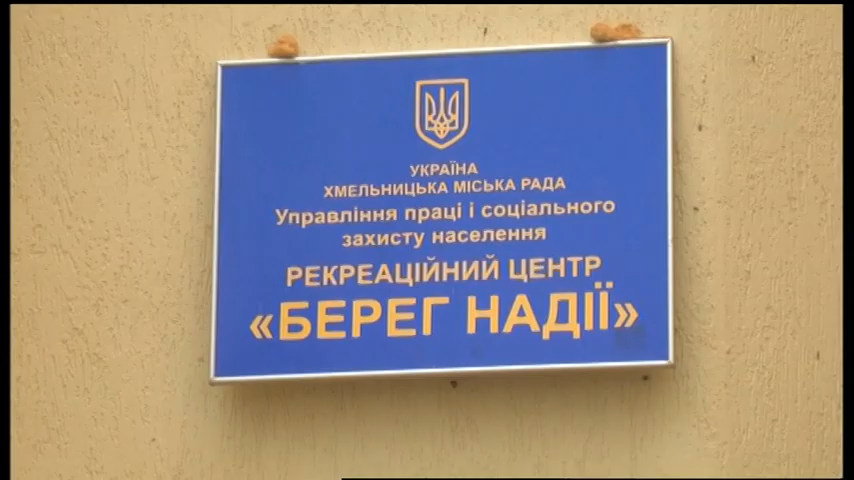 УКРАЇНА
ХМЕЛЬНИЦЬКА МІСЬКА РАДА
Управління праці і соціального
захисту населення
РЕКРЕАЦІЙНИЙ ЦЕНТР
«БЕРЕГ НАДІЇ»